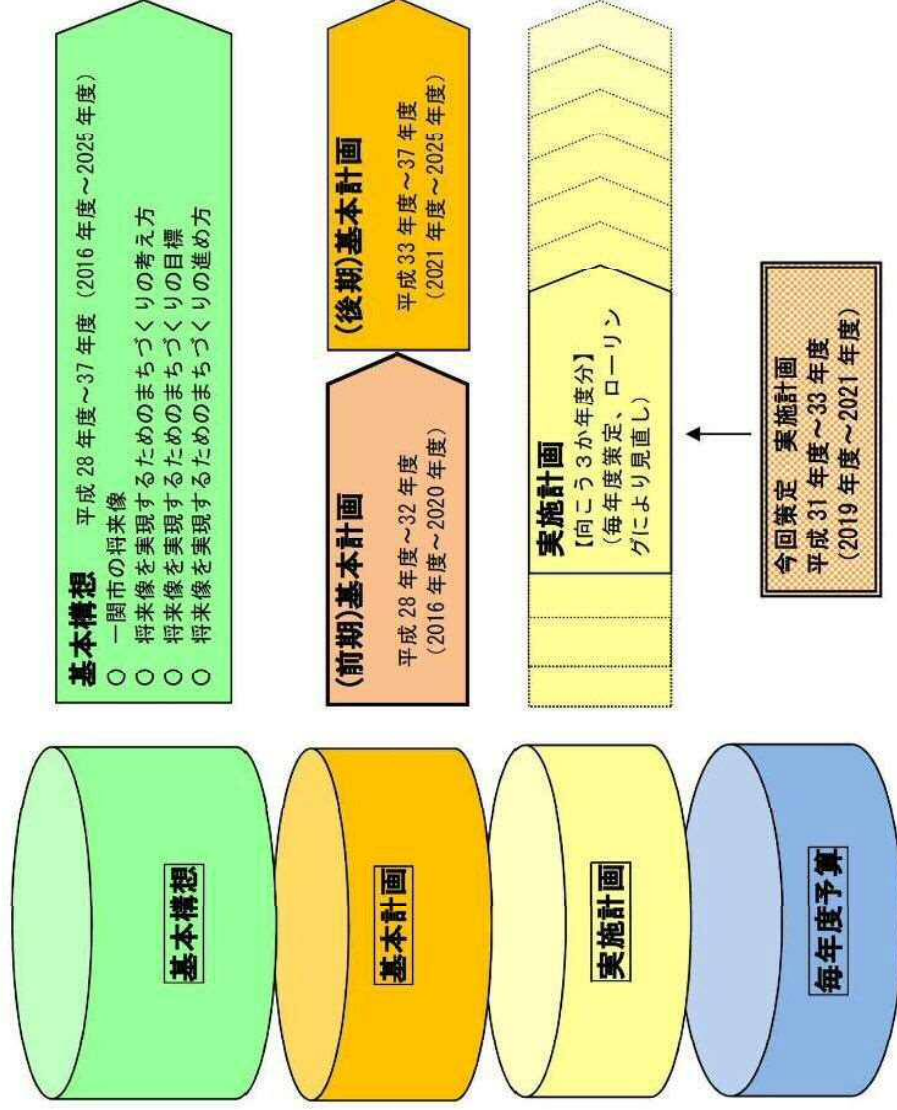 基本構想
基本構想 平成28年度～37年度（2016年度～2025年度）
○ 一関市の将来像
○ 将来像を実現するためのまちづくりの考え方
○ 将来像を実現するためのまちづくりの目標
○ 将来像を実現するためのまちづくりの進め方
基本計画
(前期)基本計画
平成28年度～32年度
（2016年度～2020年度）
(後期)基本計画
平成33年度～37年度
（2021年度～2025年度）
実施計画
実施計画
【向こう３か年度分】
（毎年度策定、ローリン
グにより見直し）
毎年度予算
今回策定 実施計画
平成31年度～33年度
（2019年度～2021年度）